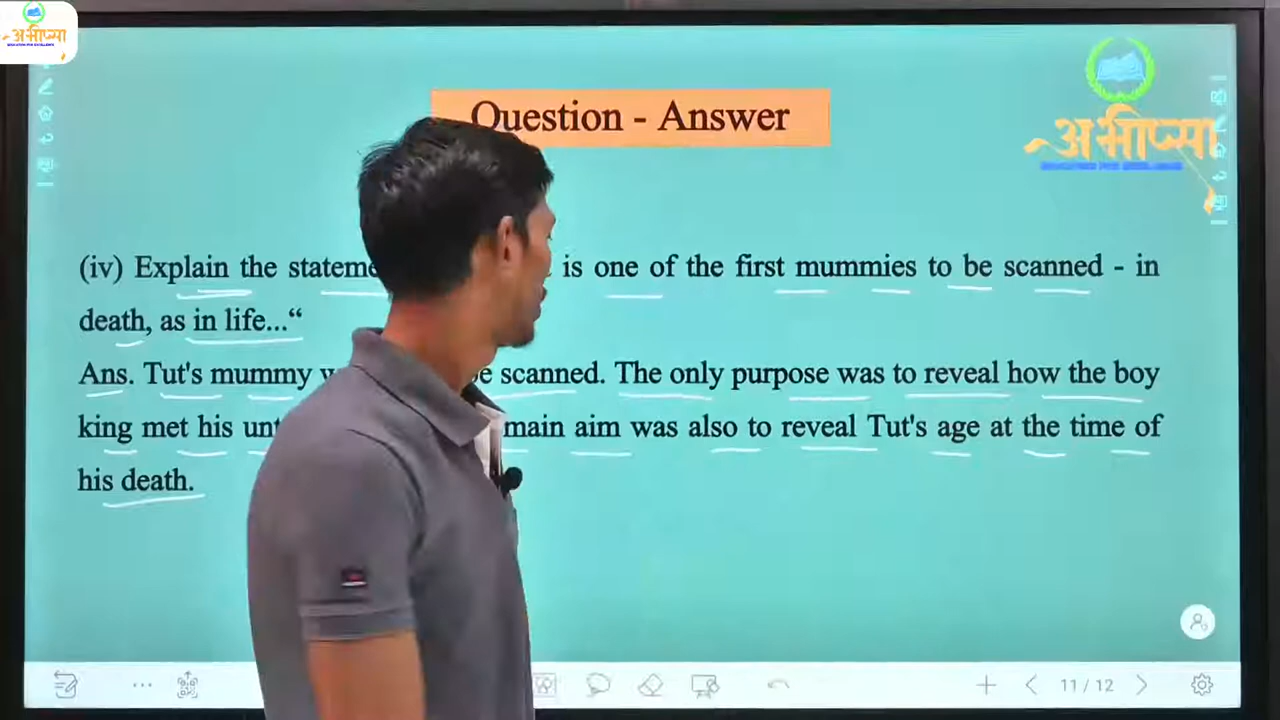 अभीप्सा
Question - Answer
अभीप्सा
(iv) Explain the is one of the first mummies to be scanned - in
death, as in life...“
Ans. Tut's mummy scanned. The only purpose was to reveal how the boy
king met his main aim was also to reveal Tut's age at the time of
his death.
11 / 12